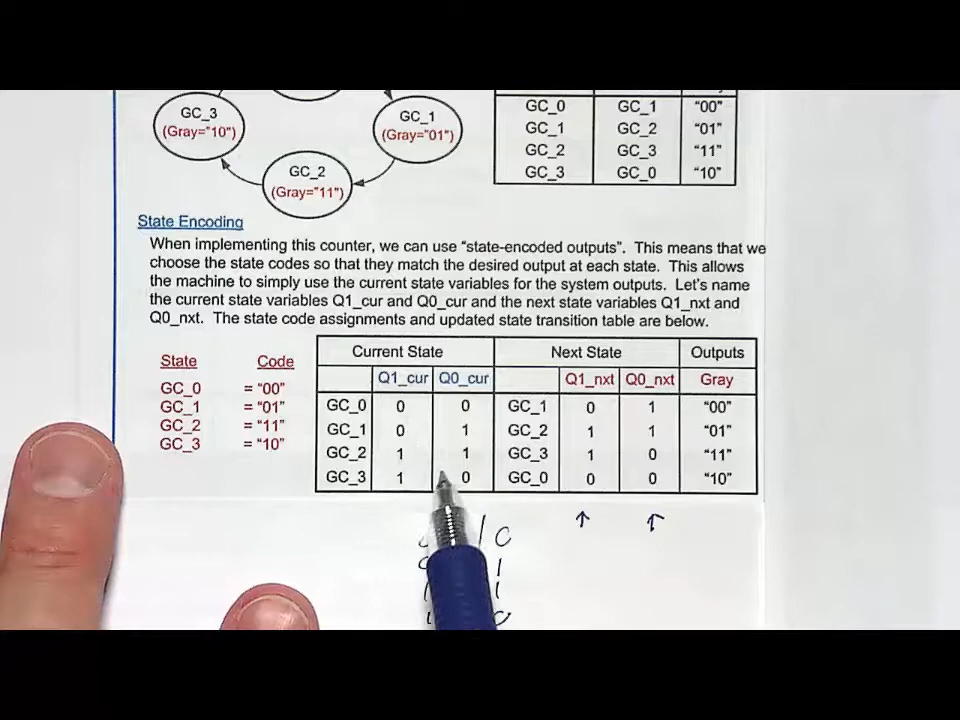 GC_3
(Gray="10")
GC_1
(Gray="01")
GC_2
(Gray="11")
GC_0 GC_1 "00"
GC_1 GC_2 "01"
GC_2 GC_3 "11"
GC_3 GC_0 "10"
State Encoding
When implementing this counter, we can use "state-encoded outputs". This means that we
choose the state codes so that they match the desired output at each state. This allows
the machine to simply use the current state variables for the system outputs. Let's name
the current state variables Q1_cur and Q0_cur and the next state variables Q1_nxt and
Q0_nxt. The state code assignments and updated state transition table are below.
State Code
GC_0 = "00"
GC_1 = "01"
GC_2 = "11"
GC_3 = "10"
Current State Next State Outputs
Q1_cur Q0_cur Q1_nxt Q0_nxt Gray
GC_0 0 0 GC_1 0 1 "00"
GC_1 0 1 GC_2 1 1 "01"
GC_2 1 1 GC_3 1 0 "11"
GC_3 1 0 GC_0 0 0 "10"
↑ ↑
0
1
1
0